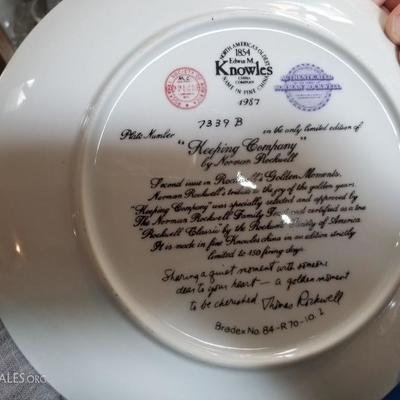 NORTH AMERICA'S OLDEST
1854
Edwin M.
Knowles
CHINA
COMPANY
NAME IN FINE CHINA
1987
AUTHENTICATED
NORMAN ROCKWELL
7339 B
Plate Number in the only limited edition of
"Keeping Company"
by Norman Rockwell
Second issue in Rockwell's Golden Moments.
Norman Rockwell's tribute to the joy of the golden years.
"Keeping Company" was specially selected and approved by
The Norman Rockwell Family Trust and certified as a true
"Rockwell Classic" by the Rockwell Society of America
It is made in fine Knowles china in an edition strictly
limited to 150 firing days.
Sharing a quiet moment with someone
dear to your heart — a golden moment
to be cherished. Thomas Rockwell
Bradex No. 84-R70-10.2
ALES.ORG